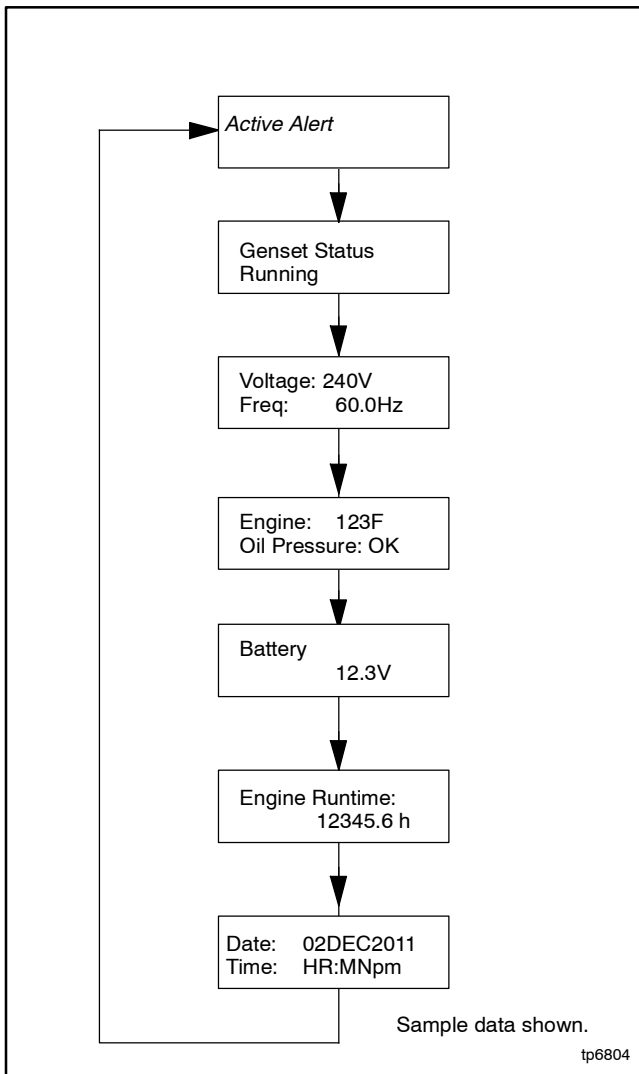 Active Alert
Genset Status
Running
Voltage: 240V
Freq: 60.0Hz
Engine: 123F
Oil Pressure: OK
Battery
12.3V
Engine Runtime:
12345.6 h
Date: 02DEC2011
Time: HR:MNpm
Sample data shown.
tp6804